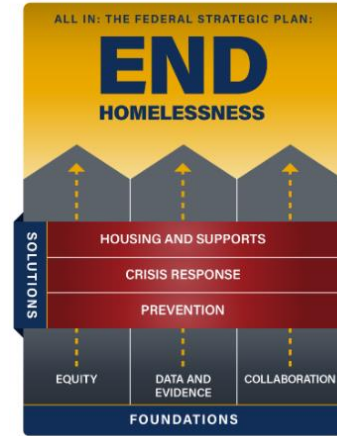 ALL IN: THE FEDERAL STRATEGIC PLAN:
END
HOMELESSNESS
SOLUTIONS
HOUSING AND SUPPORTS
CRISIS RESPONSE
PREVENTION
EQUITY
DATA AND
EVIDENCE
COLLABORATION
FOUNDATIONS